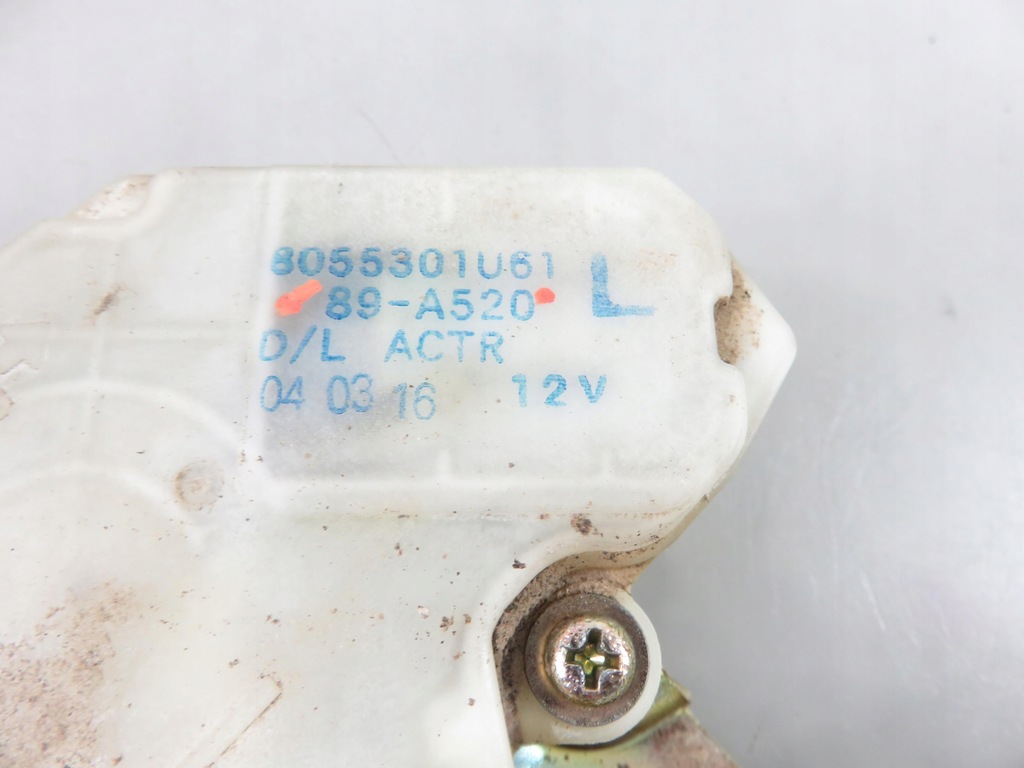 8055301U61 L
89-A520
D/L ACTR
04 03 16 12V